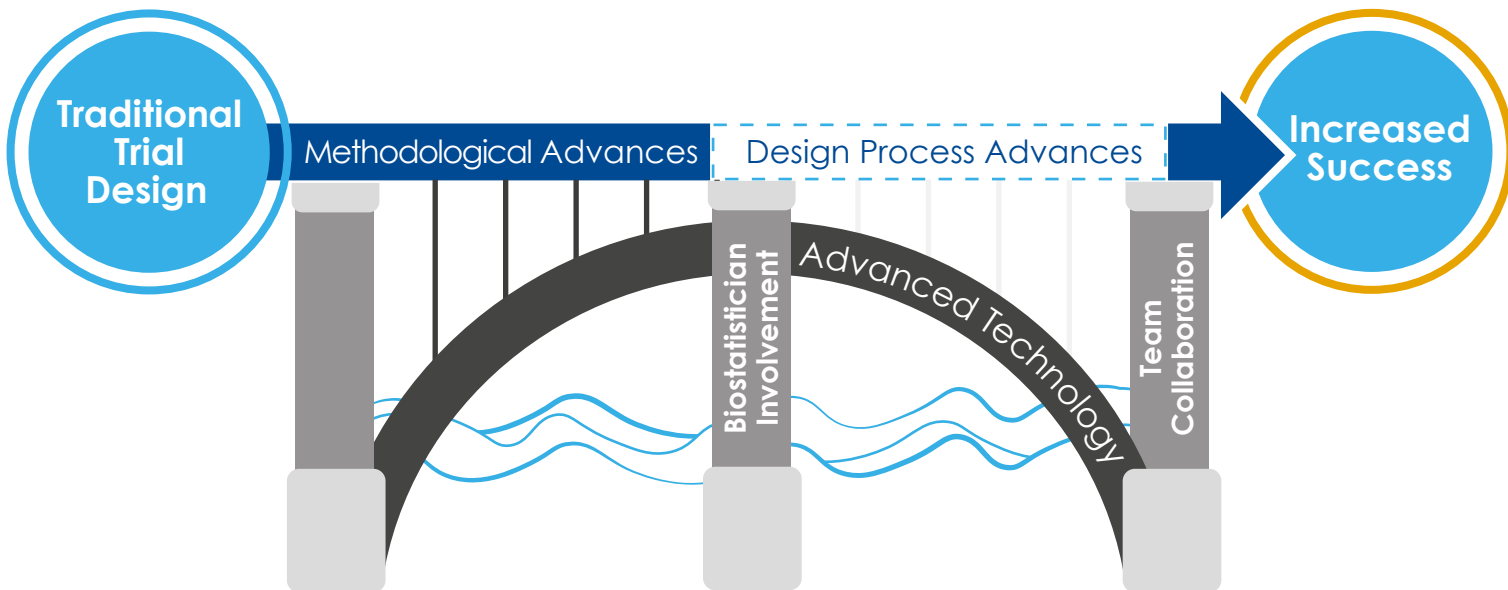 Traditional
Trial
Design
Methodological Advances
Design Process Advances
Increased
Success
Biostatistician
Involvement
Advanced Technology
Team
Collaboration